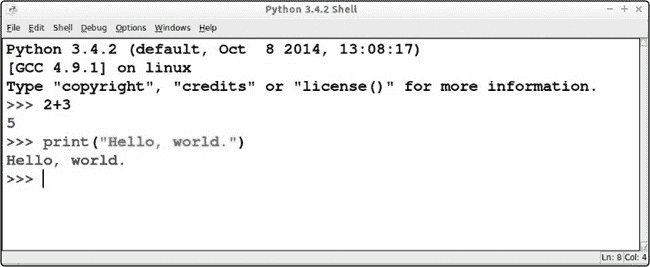 Python 3.4.2 Shell
File Edit Shell Debug Options Windows Help
Python 3.4.2 (default, Oct  8 2014, 13:08:17)
[GCC 4.9.1] on linux
Type "copyright", "credits" or "license()" for more information.
>>> 2+3
5
>>> print("Hello, world.")
Hello, world.
>>>
Ln: 8 Col: 4